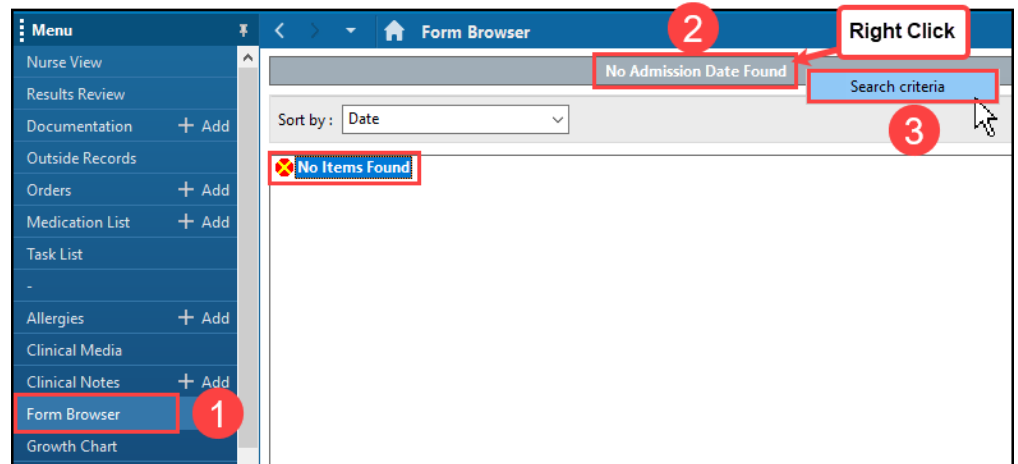 Menu
Nurse View
Results Review
Documentation + Add
Outside Records
Orders + Add
Medication List + Add
Task List
-
Allergies + Add
Clinical Media
Clinical Notes + Add
Form Browser
Growth Chart
1
Form Browser
2
Right Click
No Admission Date Found
Search criteria
3
Sort by : Date
No Items Found